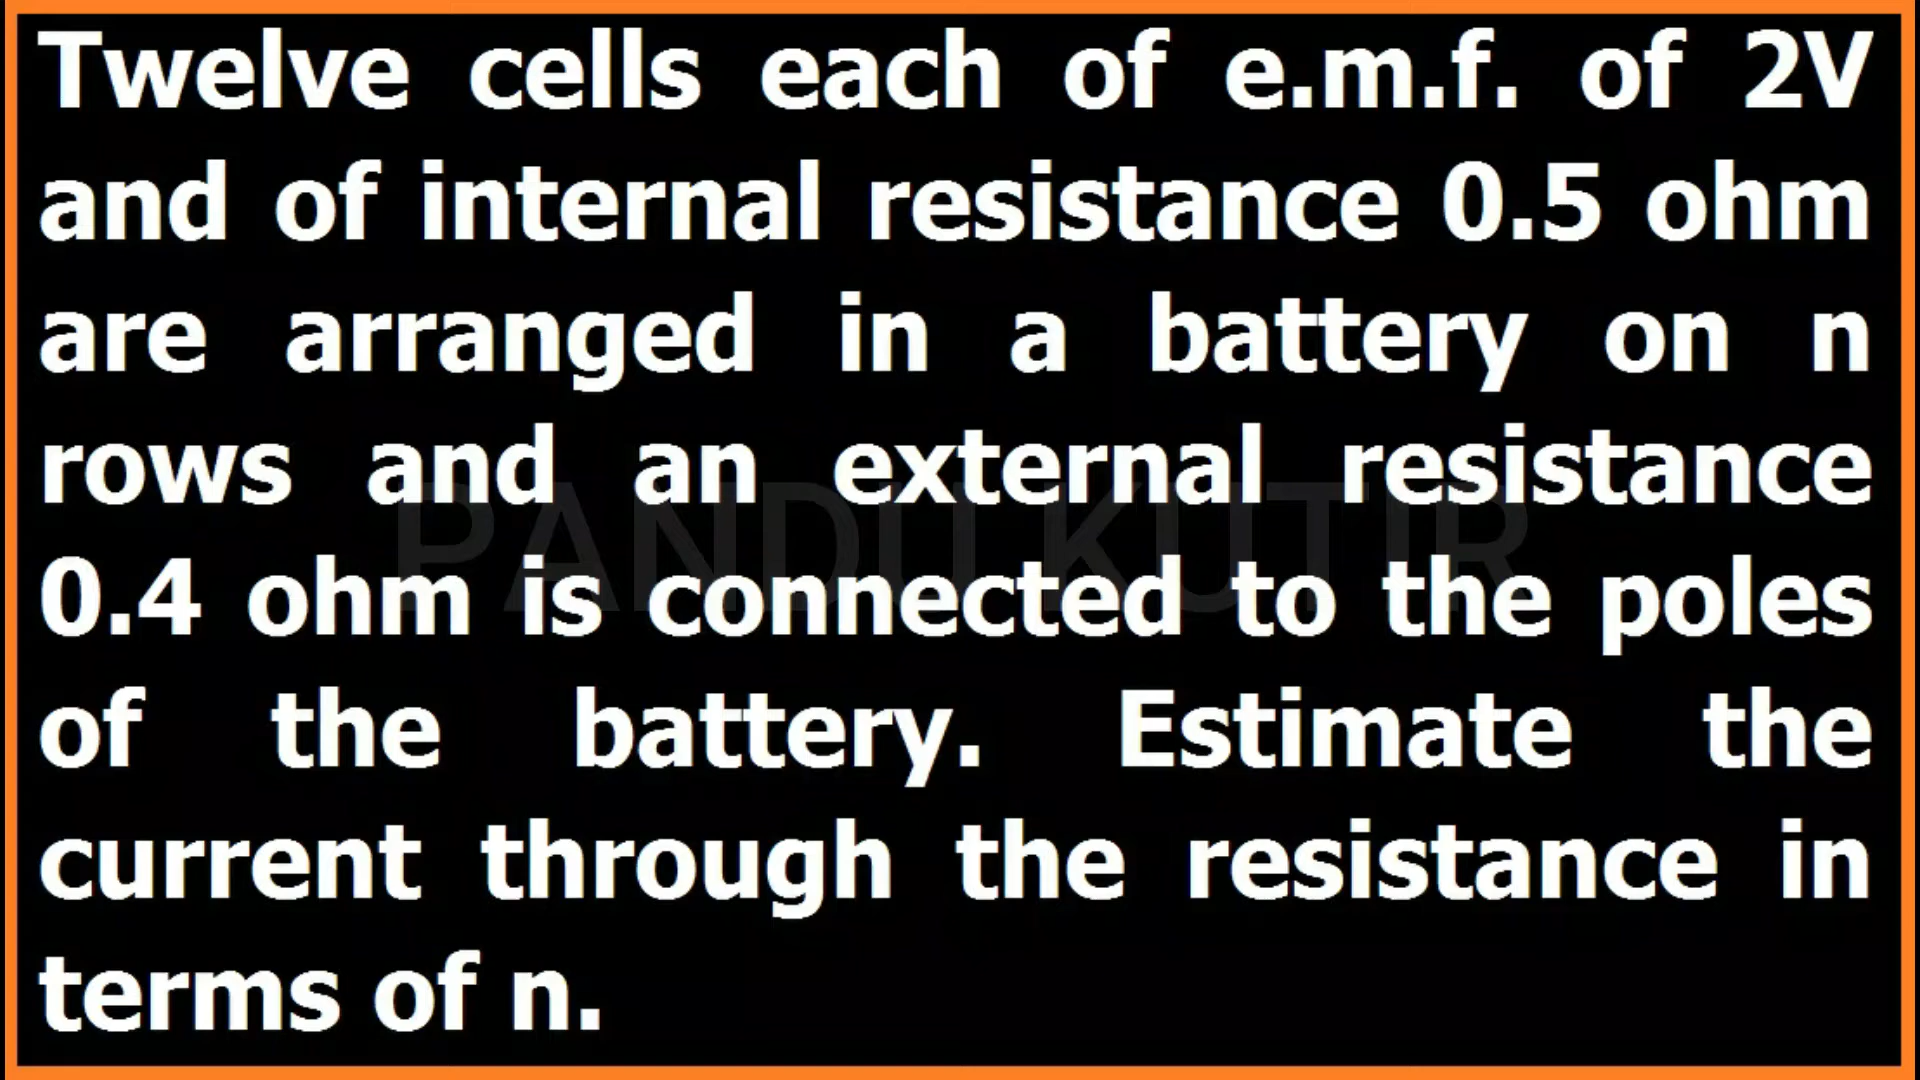 Twelve cells each of e.m.f. of 2V
and of internal resistance 0.5 ohm
are arranged in a battery on n
rows and an external resistance
PANDU KUTIR
0.4 ohm is connected to the poles
of the battery. Estimate the
current through the resistance in
terms of n.